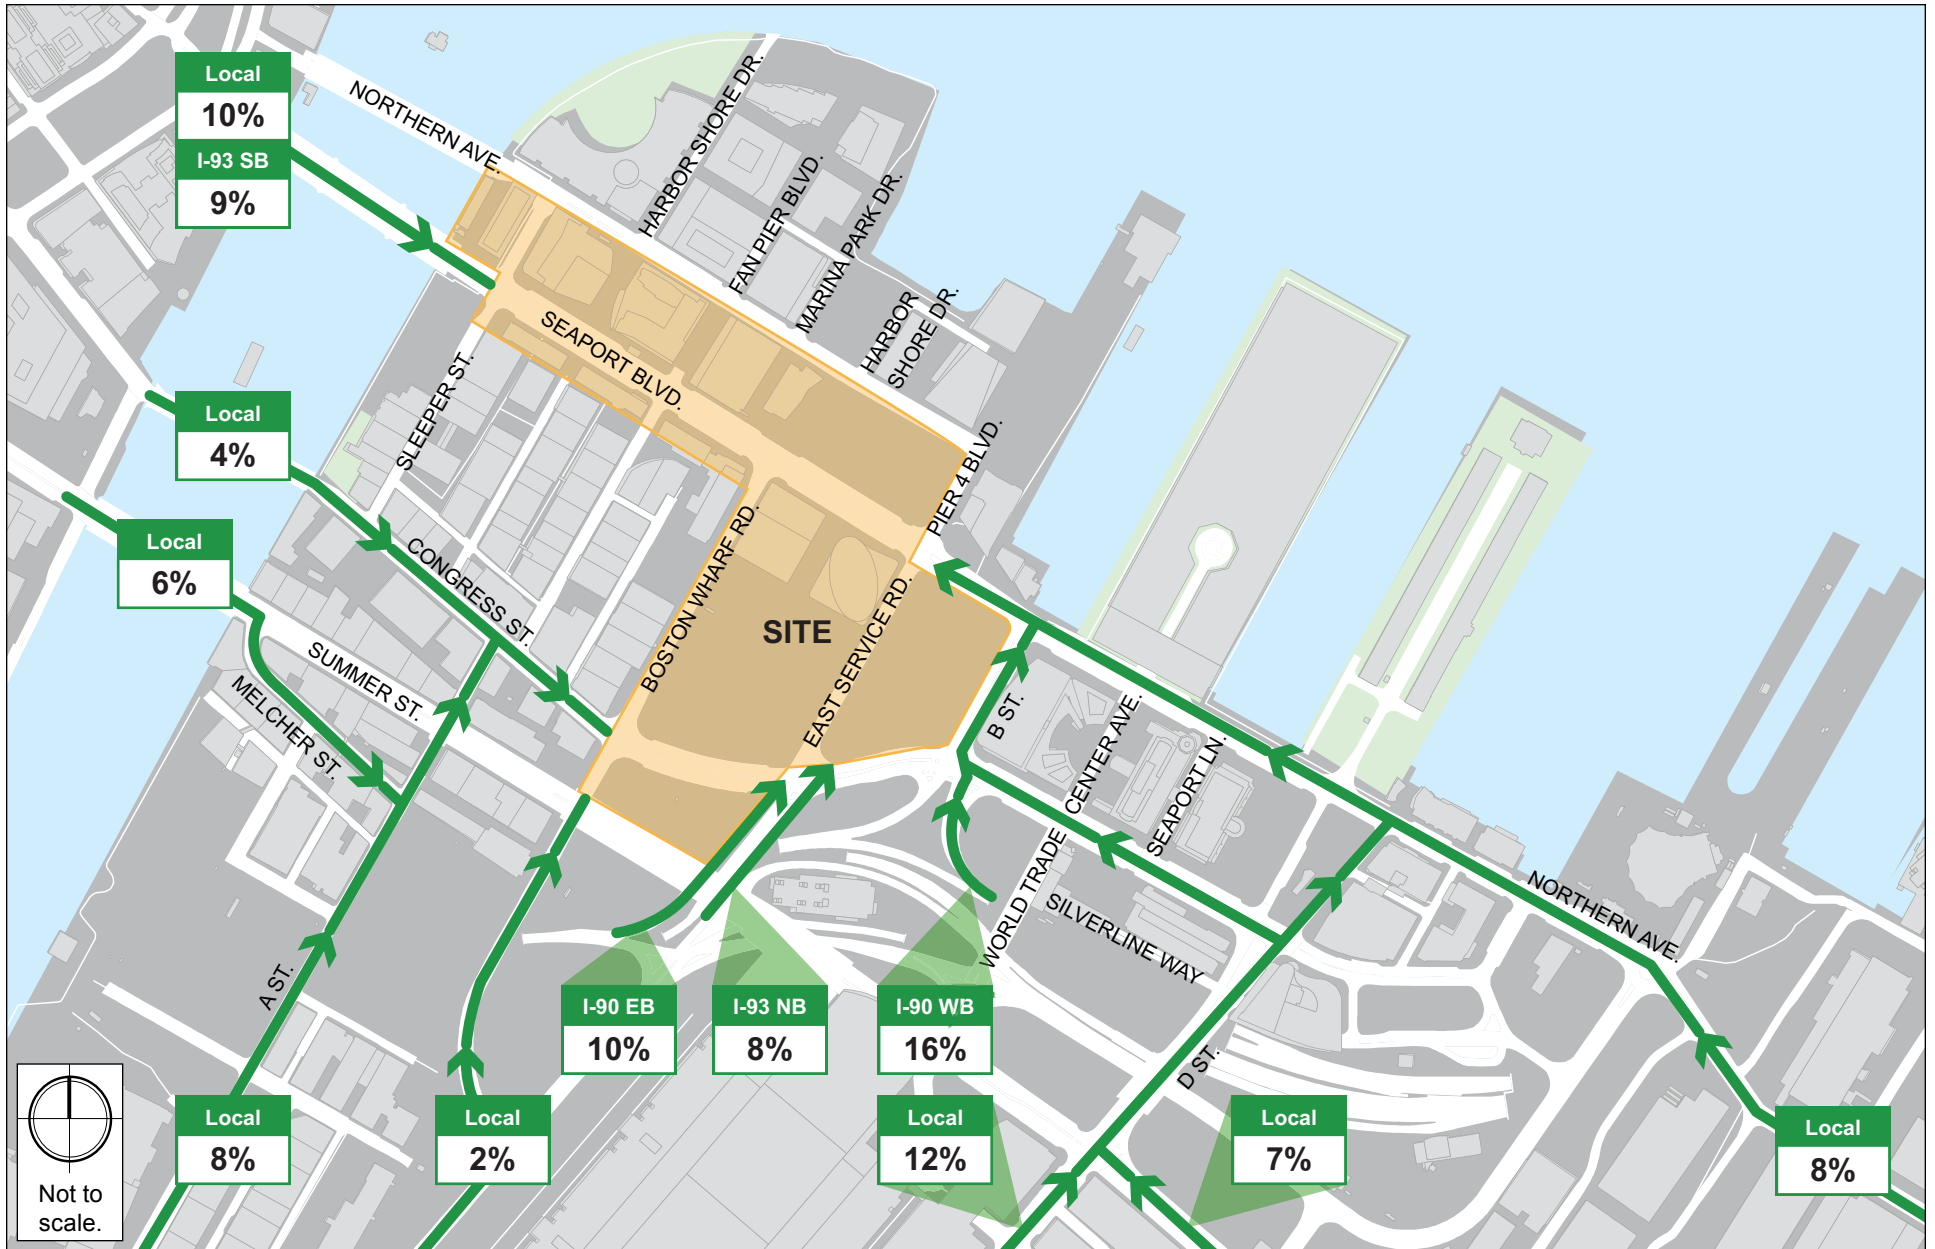 Local
10%
I-93 SB
9%
NORTHERN AVE.
HARBOR SHORE DR.
FAN PIER BLVD.
MARINA PARK DR.
HARBOR
SHORE DR.
SEAPORT BLVD.
SLEEPER ST.
PIER 4 BLVD.
Local
4%
Local
6%
CONGRESS ST.
BOSTON WHARF RD.
SITE
EAST SERVICE RD.
SUMMER ST.
MELCHER ST.
B ST.
WORLD TRADE CENTER AVE.
SEAPORT LN.
SILVERLINE WAY
NORTHERN AVE.
A ST.
D ST.
I-90 EB
10%
I-93 NB
8%
I-90 WB
16%
Local
8%
Local
2%
Local
12%
Local
7%
Local
8%
Not to
scale.